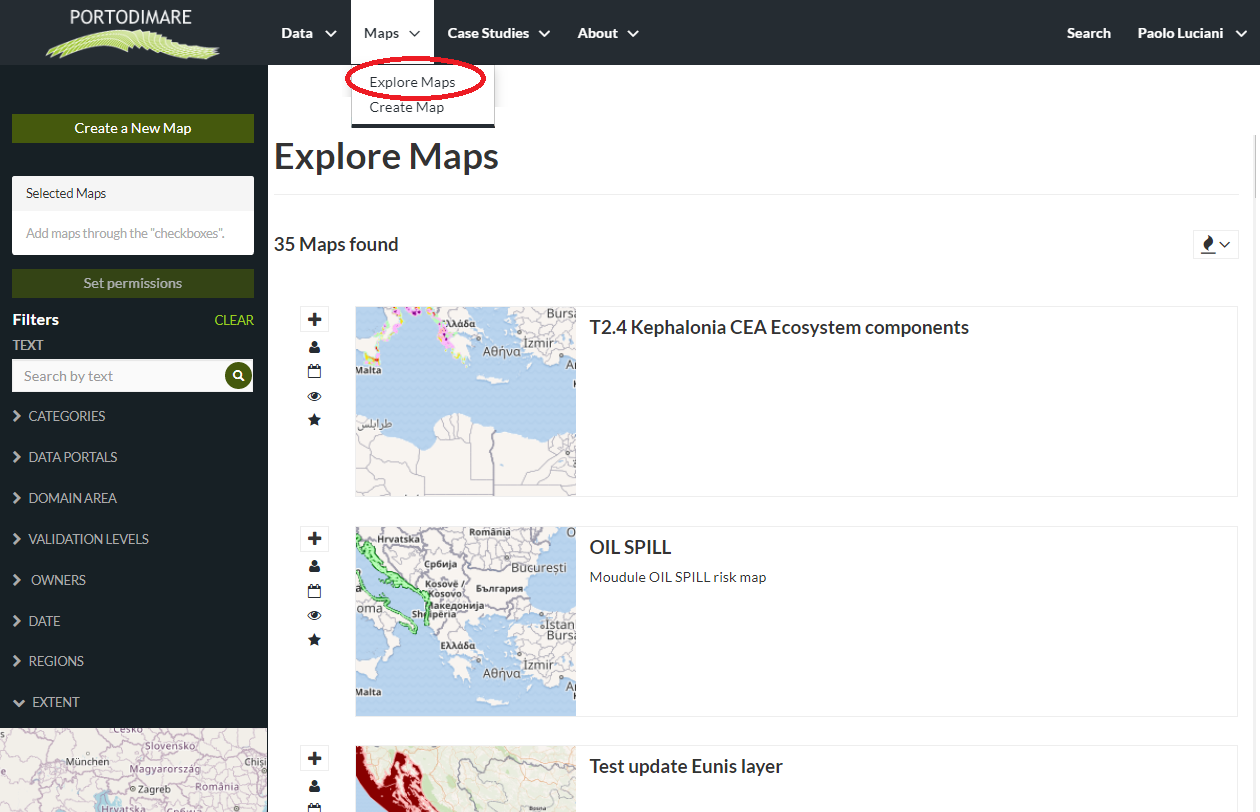 PORTODIMARE
Data
Maps
Case Studies
About
Search
Paolo Luciani
Explore Maps
Create Map
Create a New Map
Selected Maps
Add maps through the "checkboxes".
Set permissions
Filters
CLEAR
TEXT
Search by text
CATEGORIES
DATA PORTALS
DOMAIN AREA
VALIDATION LEVELS
OWNERS
DATE
REGIONS
EXTENT
Česko
Slovensko
München
Magyarország
Zagreb
România
Hrvatska
Explore Maps
35 Maps found
T2.4 Kephalonia CEA Ecosystem components
Ελλάδα
Bursa
Αθήνα
İzmir
Malta
طرابلس
OIL SPILL
Moudule OIL SPILL risk map
Hrvatska
România
Србија
București
Kosovë /
Kosovo
България
Македонија
Shqipëria
Ελλάδα
Αθήνα
İzmir
Malta
Test update Eunis layer